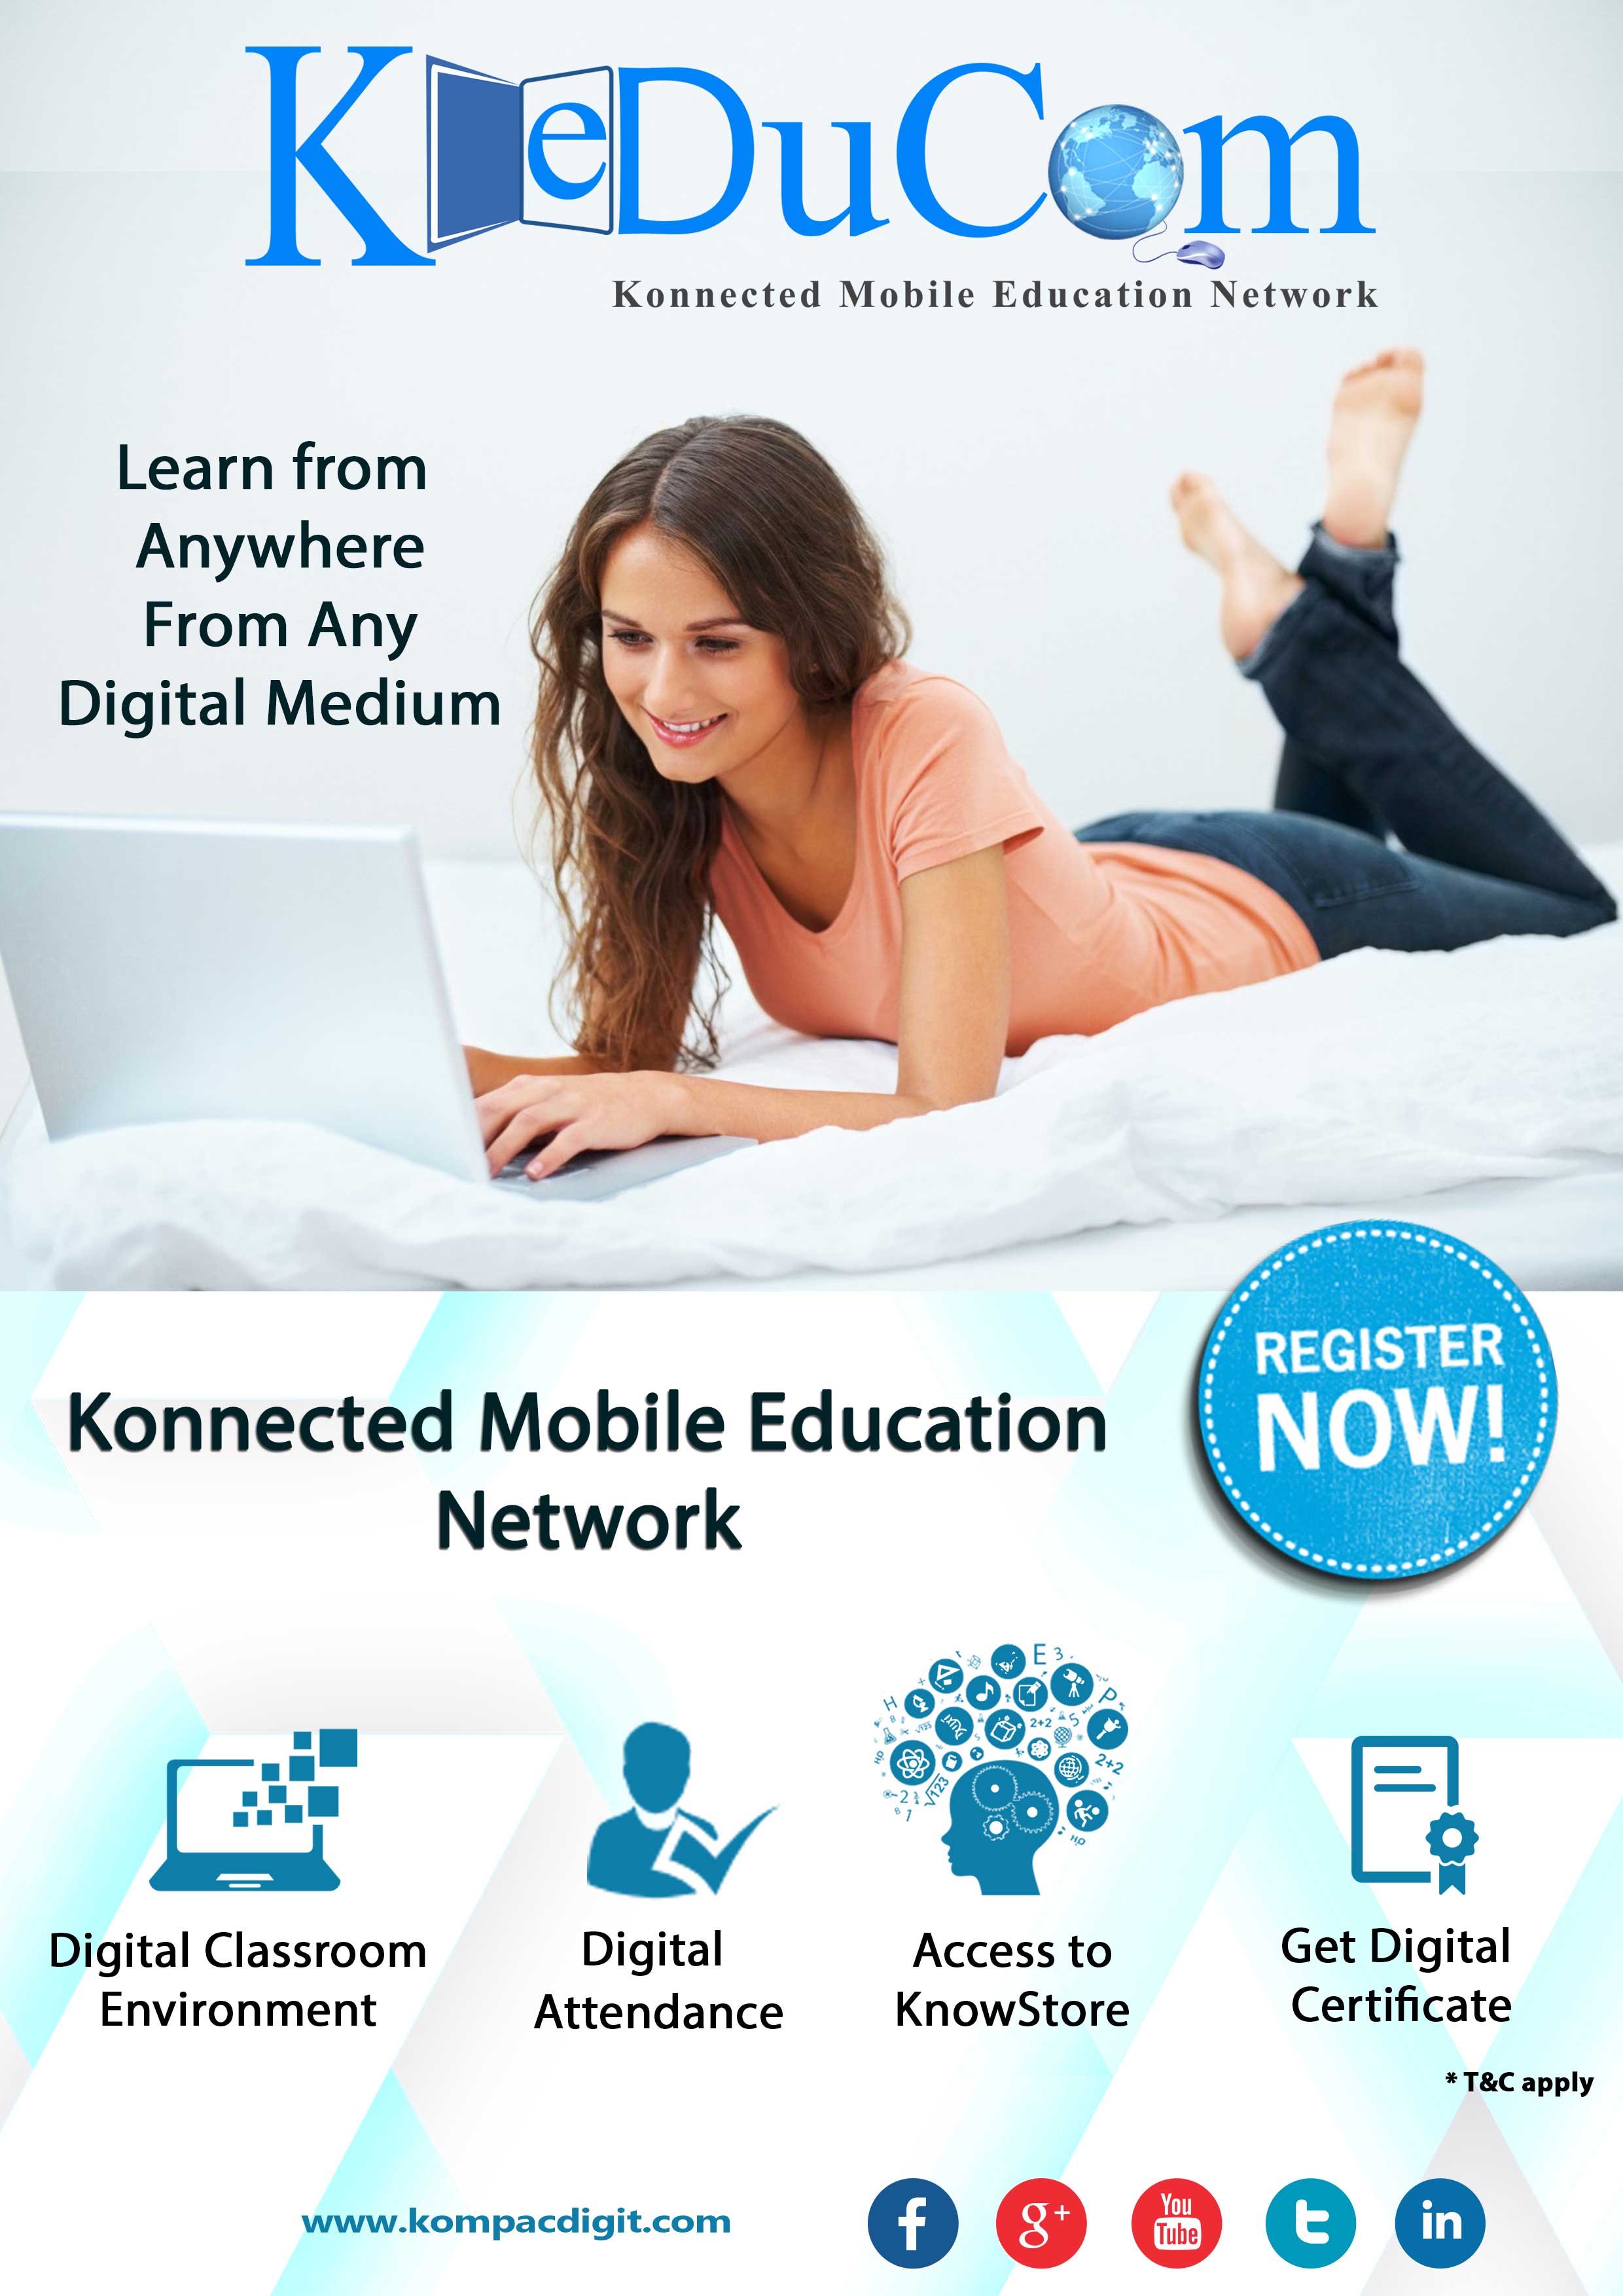 KeDuCom
Konnected Mobile Education Network
Learn from
Anywhere
From Any
Digital Medium
REGISTER
NOW!
Konnected Mobile Education
Network
Digital Classroom
Environment
Digital
Attendance
Access to
KnowStore
Get Digital
Certificate
* T&C apply
www.kompacdigit.com
f
g+
You
Tube
t
in